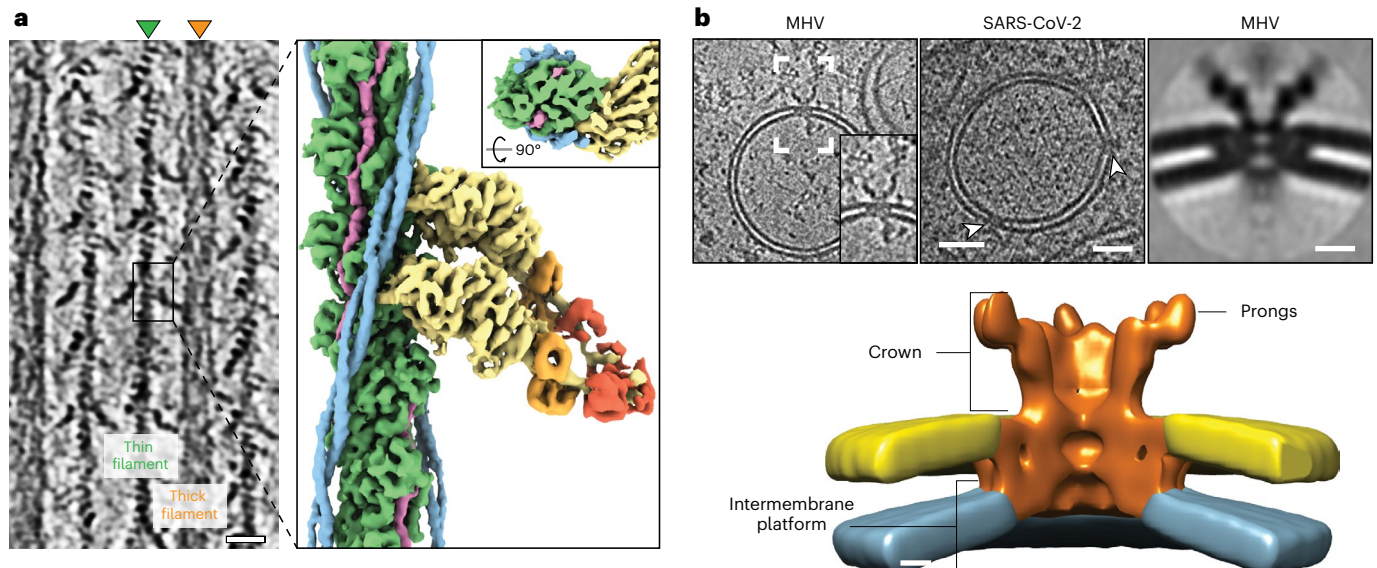 a
90°
Thin
filament
Thick
filament
b
MHV
SARS-CoV-2
MHV
Prongs
Crown
Intermembrane
platform